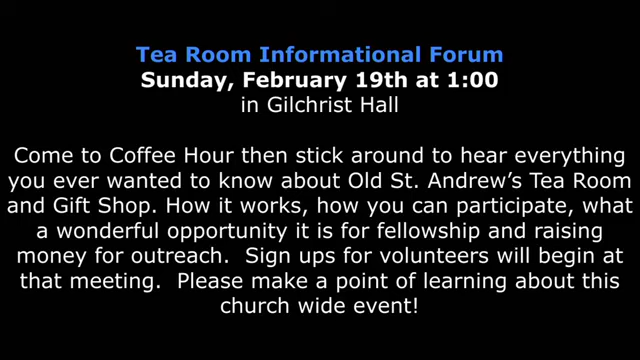 Tea Room Informational Forum
Sunday, February 19th at 1:00
in Gilchrist Hall
Come to Coffee Hour then stick around to hear everything
you ever wanted to know about Old St. Andrew’s Tea Room
and Gift Shop. How it works, how you can participate, what
a wonderful opportunity it is for fellowship and raising
money for outreach.  Sign ups for volunteers will begin at
that meeting.  Please make a point of learning about this
church wide event!